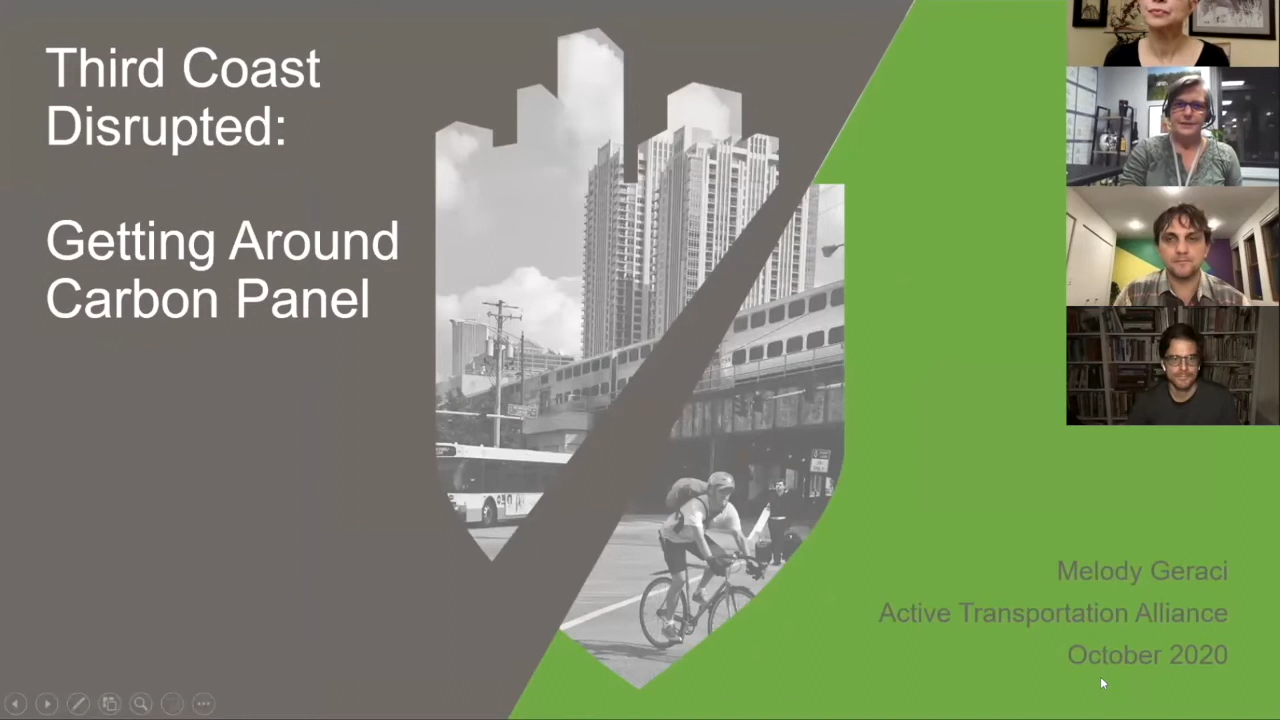 Third Coast
Disrupted:
Getting Around
Carbon Panel
Melody Geraci
Active Transportation Alliance
October 2020